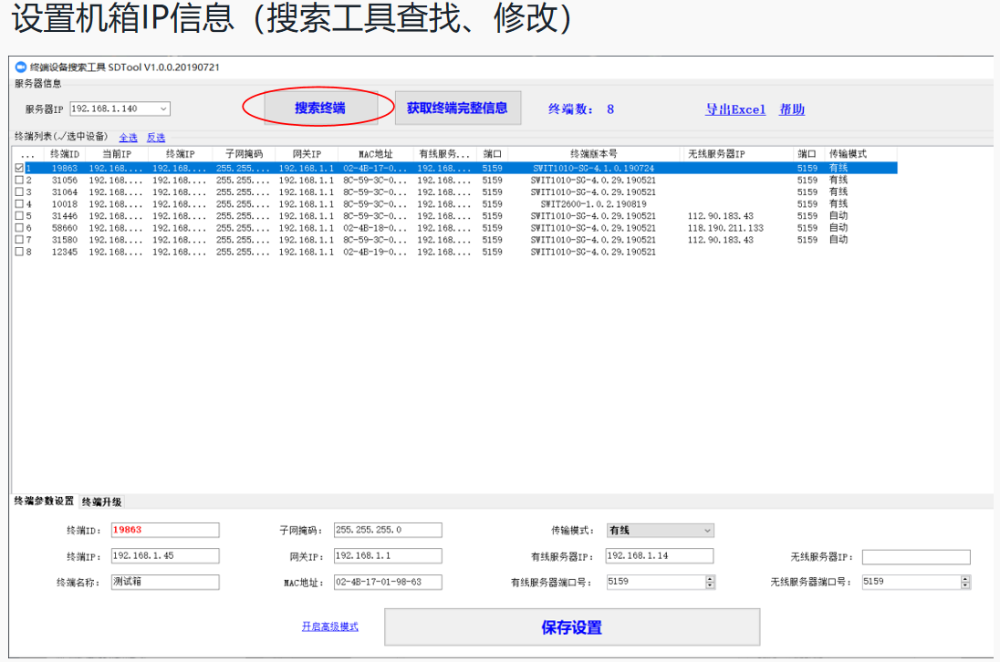 设置机箱IP信息（搜索工具查找、修改）
终端设备搜索工具 SDTool V1.0.0.20190721
服务器信息
服务器IP 192.168.1.140 搜索终端 获取终端完整信息 终端数： 8 导出Excel 帮助
终端列表(√选中设备) 全选 反选
... 终端ID 当前IP 终端IP 子网掩码 网关IP MAC地址 有线服务... 端口 终端版本号 无线服务器IP 端口 传输模式
1 19863 192.168.... 192.168.... 255.255.... 192.168.1.1 02-4B-17-0... 192.168.... 5159 SWIT1010-SG-4.1.0.190724 5159 有线
2 31056 192.168.... 192.168.... 255.255.... 192.168.1.1 8C-59-3C-0... 192.168.... 5159 SWIT1010-SG-4.0.29.190521 5159 有线
3 31064 192.168.... 192.168.... 255.255.... 192.168.1.1 8C-59-3C-0... 192.168.... 5159 SWIT1010-SG-4.0.29.190521 5159 有线
4 10018 192.168.... 192.168.... 255.255.... 192.168.1.1 8C-59-3C-0... 192.168.... 5159 SWIT2600-1.0.2.190819 5159 有线
5 31446 192.168.... 192.168.... 255.255.... 192.168.1.1 8C-59-3C-0... 192.168.... 5159 SWIT1010-SG-4.0.29.190521 112.90.183.43 5159 自动
6 58660 192.168.... 192.168.... 255.255.... 192.168.1.1 02-4B-18-0... 192.168.... 5159 SWIT1010-SG-4.0.29.190521 118.190.211.133 5159 自动
7 31580 192.168.... 192.168.... 255.255.... 192.168.1.1 8C-59-3C-0... 192.168.... 5159 SWIT1010-SG-4.0.29.190521 112.90.183.43 5159 自动
8 12345 192.168.... 192.168.... 255.255.... 192.168.1.1 02-4B-19-0... 192.168.... 5159 SWIT1010-SG-4.0.29.190521
终端参数设置 终端升级
终端ID： 19863 子网掩码： 255.255.255.0 传输模式： 有线
终端IP： 192.168.1.45 网关IP： 192.168.1.1 有线服务器IP： 192.168.1.14 无线服务器IP：
终端名称： 测试箱 MAC地址： 02-4B-17-01-98-63 有线服务器端口号： 5159 无线服务器端口号： 5159
开启高级模式 保存设置